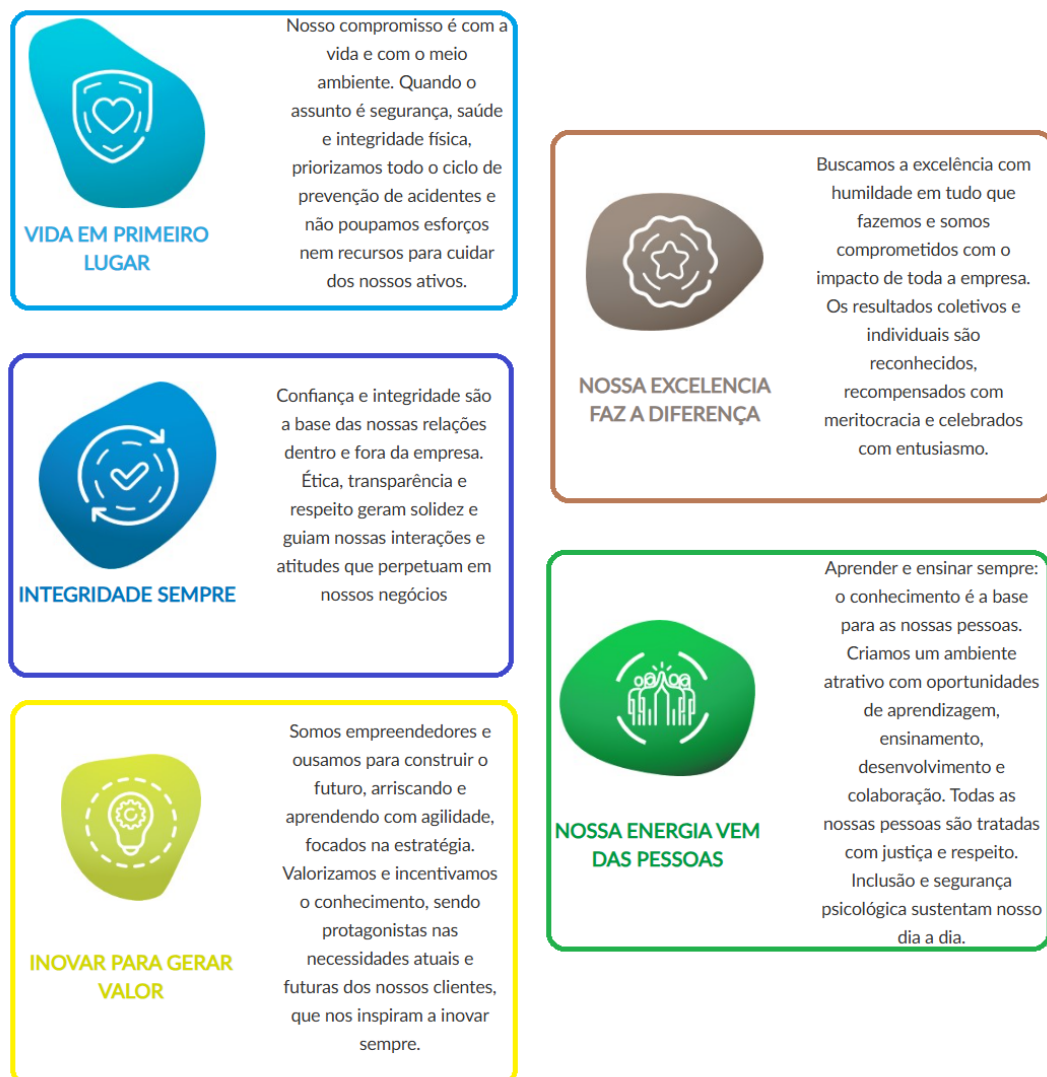 Nosso compromisso é com a
vida e com o meio
ambiente. Quando o
assunto é segurança, saúde
e integridade física,
priorizamos todo o ciclo de
prevenção de acidentes e
não poupamos esforços
nem recursos para cuidar
dos nossos ativos.
VIDA EM PRIMEIRO
LUGAR
Confiança e integridade são
a base das nossas relações
dentro e fora da empresa.
Ética, transparência e
respeito geram solidez e
guiam nossas interações e
atitudes que perpetuam em
nossos negócios
INTEGRIDADE SEMPRE
Somos empreendedores e
ousamos para construir o
futuro, arriscando e
aprendendo com agilidade,
focados na estratégia.
Valorizamos e incentivamos
o conhecimento, sendo
protagonistas nas
necessidades atuais e
futuras dos nossos clientes,
que nos inspiram a inovar
sempre.
INOVAR PARA GERAR
VALOR
Buscamos a excelência com
humildade em tudo que
fazemos e somos
comprometidos com o
impacto de toda a empresa.
Os resultados coletivos e
individuais são
reconhecidos,
recompensados com
meritocracia e celebrados
com entusiasmo.
NOSSA EXCELENCIA
FAZ A DIFERENÇA
Aprender e ensinar sempre:
o conhecimento é a base
para as nossas pessoas.
Criamos um ambiente
atrativo com oportunidades
de aprendizagem,
ensinamento,
desenvolvimento e
colaboração. Todas as
nossas pessoas são tratadas
com justiça e respeito.
Inclusão e segurança
psicológica sustentam nosso
dia a dia.
NOSSA ENERGIA VEM
DAS PESSOAS